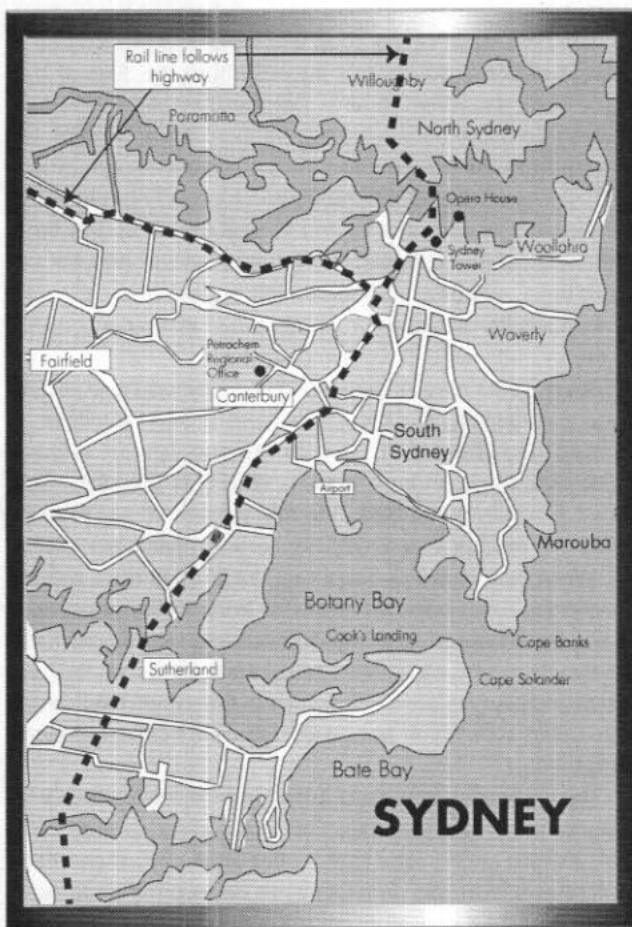 Rail line follows
highway
Willoughby
Paramatta
North Sydney
Opera House
Sydney
Tower
Woollahra
Waverly
Fairfield
Petrochem
Regional
Office
Canterbury
South
Sydney
Airport
Marouba
Botany Bay
Cook's Landing
Cape Banks
Sutherland
Cape Solander
Bate Bay
SYDNEY